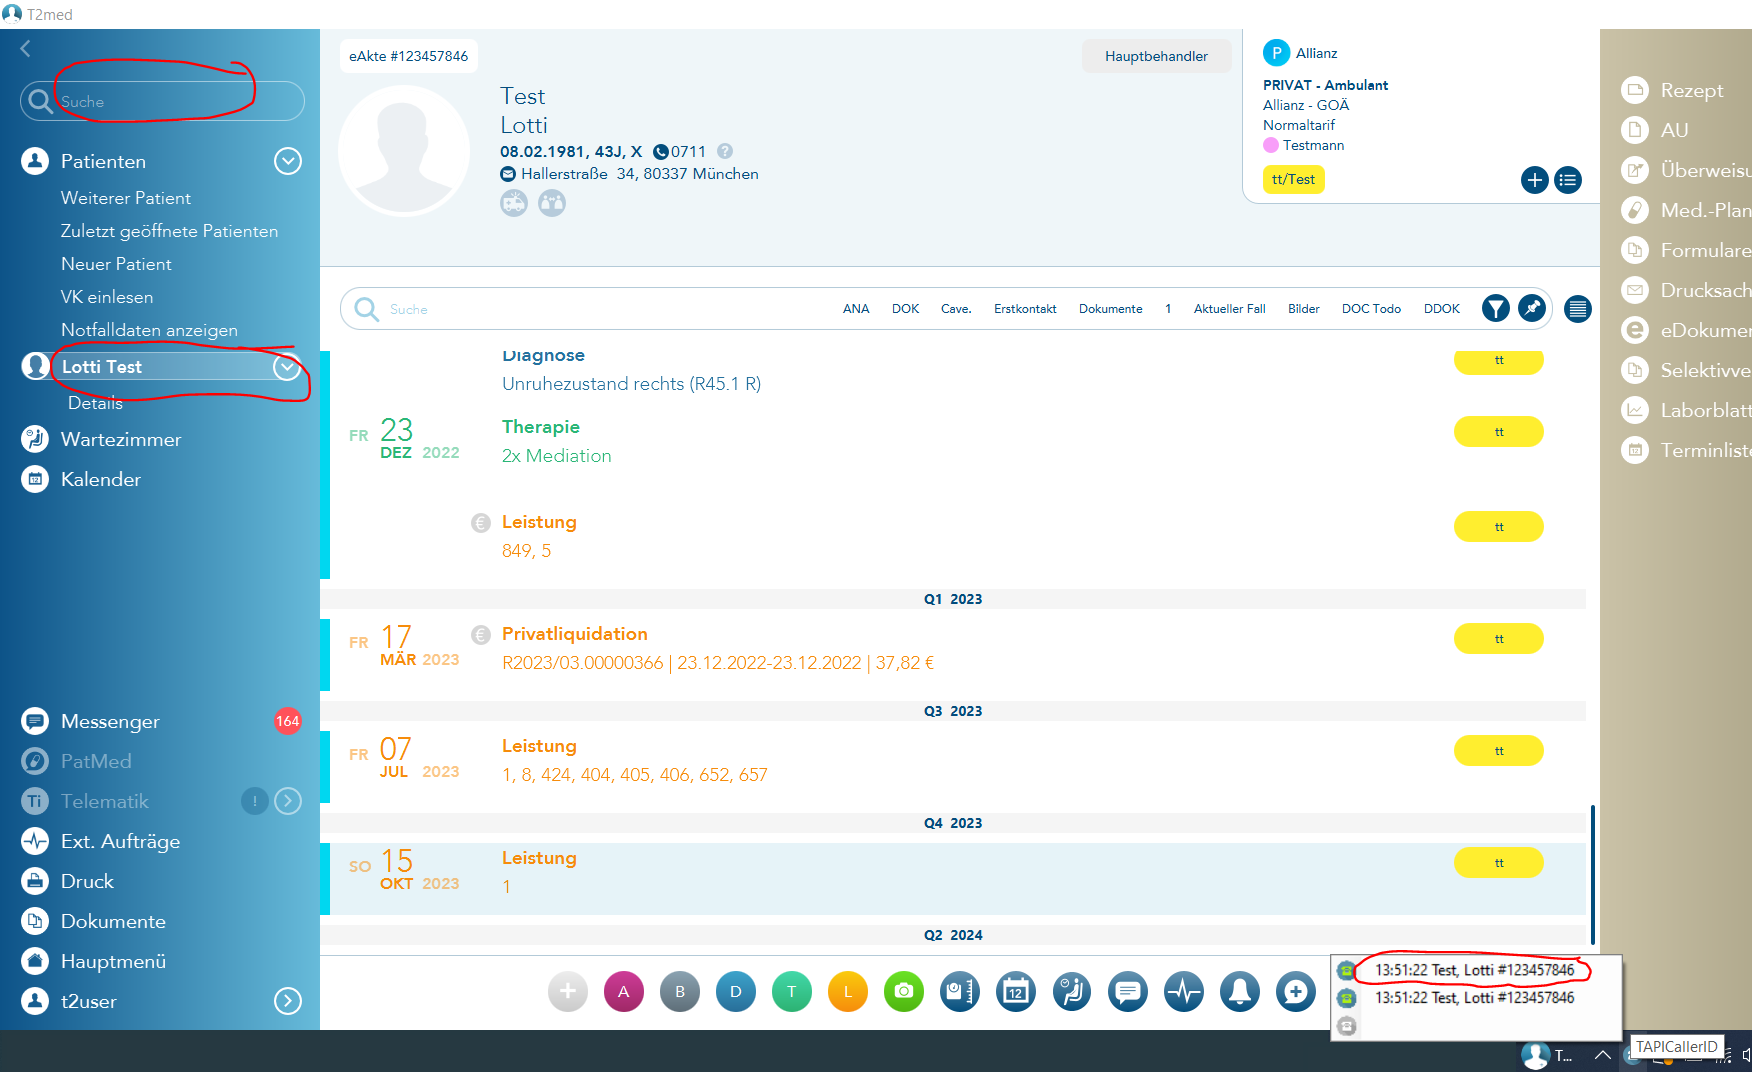 T2med
Suche
Patienten
Weiterer Patient
Zuletzt geöffnete Patienten
Neuer Patient
VK einlesen
Notfalldaten anzeigen
Lotti Test
Details
Wartezimmer
Kalender
Messenger 164
PatMed
Ti Telematik !
Ext. Aufträge
Druck
Dokumente
Hauptmenü
t2user
eAkte #123457846
Hauptbehandler
Test
Lotti
08.02.1981, 43J, X 0711 ?
Hallerstraße 34, 80337 München
P Allianz
PRIVAT - Ambulant
Allianz - GOÄ
Normaltarif
Testmann
tt/Test
Suche ANA DOK Cave. Erstkontakt Dokumente 1 Aktueller Fall Bilder DOC Todo DDOK
Diagnose tt
Unruhezustand rechts (R45.1 R)
FR 23 DEZ 2022 Therapie tt
2x Mediation
€ Leistung tt
849, 5
Q1 2023
FR 17 MÄR 2023 € Privatliquidation tt
R2023/03.00000366 | 23.12.2022-23.12.2022 | 37,82 €
Q3 2023
FR 07 JUL 2023 Leistung tt
1, 8, 424, 404, 405, 406, 652, 657
Q4 2023
SO 15 OKT 2023 Leistung tt
1
Q2 2024
A B D T L 12
Rezept
AU
Überweisu
Med.-Plan
Formulare
Drucksach
eDokumen
Selektivve
Laborblatt
Terminliste
13:51:22 Test, Lotti #123457846
13:51:22 Test, Lotti #123457846
TAPICallerID
T...